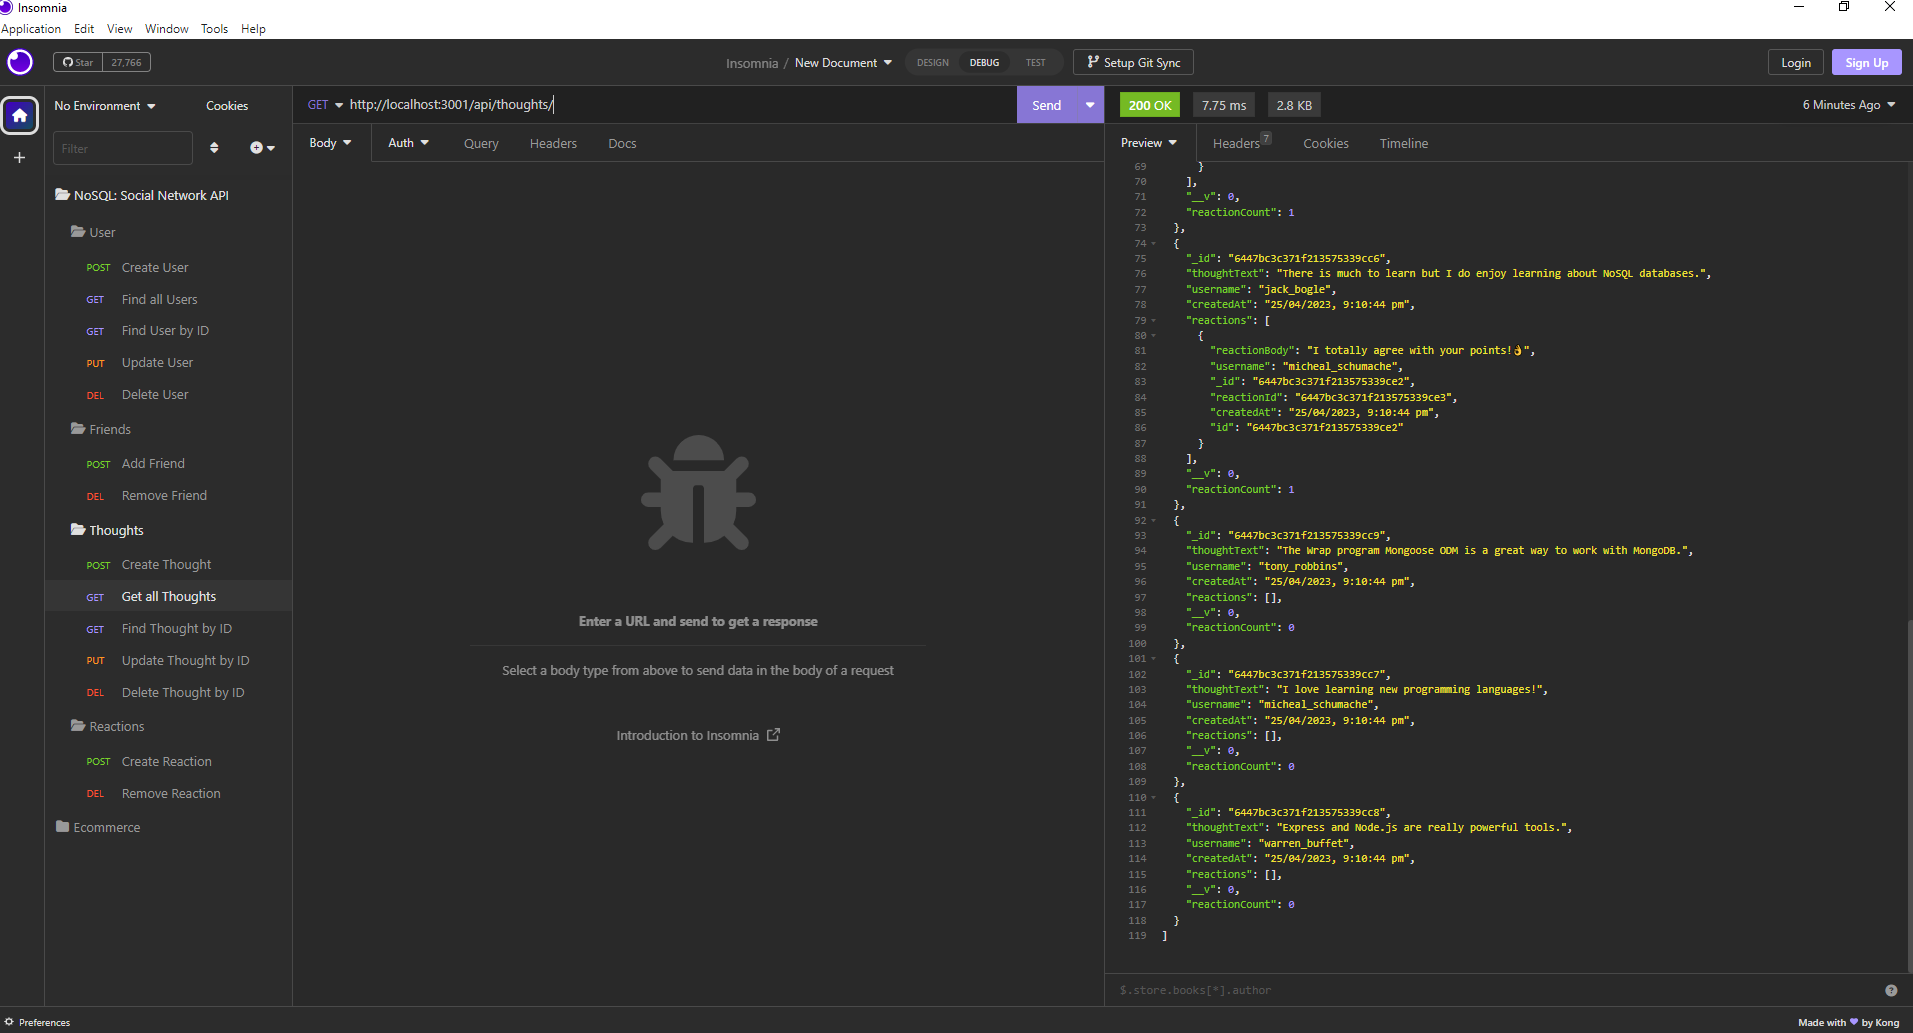 Insomnia
Application Edit View Window Tools Help
Star 27,766
Insomnia / New Document
DESIGN DEBUG TEST
Setup Git Sync
Login
Sign Up
No Environment
Cookies
Filter
NoSQL: Social Network API
User
POST Create User
GET Find all Users
GET Find User by ID
PUT Update User
DEL Delete User
Friends
POST Add Friend
DEL Remove Friend
Thoughts
POST Create Thought
GET Get all Thoughts
GET Find Thought by ID
PUT Update Thought by ID
DEL Delete Thought by ID
Reactions
POST Create Reaction
DEL Remove Reaction
Ecommerce
GET http://localhost:3001/api/thoughts/
Send
Body Auth Query Headers Docs
Enter a URL and send to get a response
Select a body type from above to send data in the body of a request
Introduction to Insomnia
200 OK 7.75 ms 2.8 KB
6 Minutes Ago
Preview Headers 7 Cookies Timeline
69 }
70 ],
71 "__v": 0,
72 "reactionCount": 1
73 },
74 {
75 "_id": "6447bc3c371f213575339cc6",
76 "thoughtText": "There is much to learn but I do enjoy learning about NoSQL databases.",
77 "username": "jack_bogle",
78 "createdAt": "25/04/2023, 9:10:44 pm",
79 "reactions": [
80 {
81 "reactionBody": "I totally agree with your points!👌",
82 "username": "micheal_schumache",
83 "_id": "6447bc3c371f213575339ce2",
84 "reactionId": "6447bc3c371f213575339ce3",
85 "createdAt": "25/04/2023, 9:10:44 pm",
86 "id": "6447bc3c371f213575339ce2"
87 }
88 ],
89 "__v": 0,
90 "reactionCount": 1
91 },
92 {
93 "_id": "6447bc3c371f213575339cc9",
94 "thoughtText": "The Wrap program Mongoose ODM is a great way to work with MongoDB.",
95 "username": "tony_robbins",
96 "createdAt": "25/04/2023, 9:10:44 pm",
97 "reactions": [],
98 "__v": 0,
99 "reactionCount": 0
100 },
101 {
102 "_id": "6447bc3c371f213575339cc7",
103 "thoughtText": "I love learning new programming languages!",
104 "username": "micheal_schumache",
105 "createdAt": "25/04/2023, 9:10:44 pm",
106 "reactions": [],
107 "__v": 0,
108 "reactionCount": 0
109 },
110 {
111 "_id": "6447bc3c371f213575339cc8",
112 "thoughtText": "Express and Node.js are really powerful tools.",
113 "username": "warren_buffet",
114 "createdAt": "25/04/2023, 9:10:44 pm",
115 "reactions": [],
116 "__v": 0,
117 "reactionCount": 0
118 }
119 ]
$.store.books[*].author
Preferences
Made with 💜 by Kong